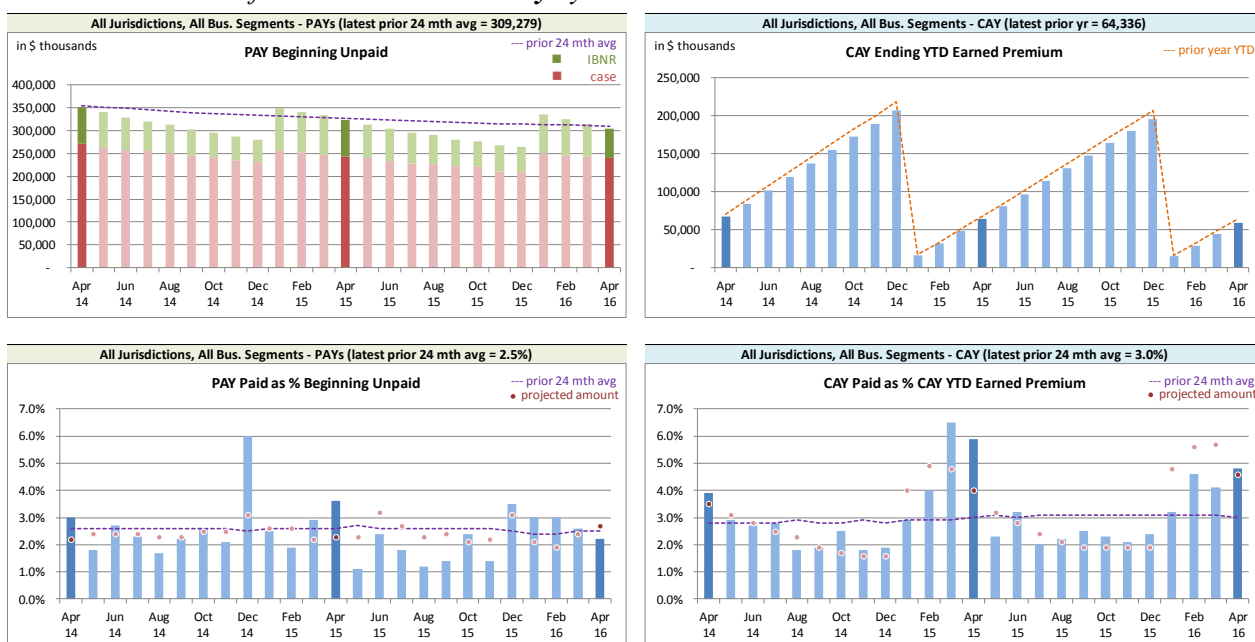 All Jurisdictions, All Bus. Segments - PAYs (latest prior 24 mth avg = 309,279)
in $ thousands
PAY Beginning Unpaid
--- prior 24 mth avg
IBNR
case
400,000
350,000
300,000
250,000
200,000
150,000
100,000
50,000
-
Apr Jun Aug Oct Dec Feb Apr Jun Aug Oct Dec Feb Apr
14 14 14 14 14 15 15 15 15 15 15 16 16
All Jurisdictions, All Bus. Segments - CAY (latest prior yr = 64,336)
in $ thousands
CAY Ending YTD Earned Premium
--- prior year YTD
250,000
200,000
150,000
100,000
50,000
-
Apr Jun Aug Oct Dec Feb Apr Jun Aug Oct Dec Feb Apr
14 14 14 14 14 15 15 15 15 15 15 16 16
All Jurisdictions, All Bus. Segments - PAYs (latest prior 24 mth avg = 2.5%)
PAY Paid as % Beginning Unpaid
--- prior 24 mth avg
projected amount
7.0%
6.0%
5.0%
4.0%
3.0%
2.0%
1.0%
0.0%
Apr Jun Aug Oct Dec Feb Apr Jun Aug Oct Dec Feb Apr
14 14 14 14 14 15 15 15 15 15 15 16 16
All Jurisdictions, All Bus. Segments - CAY (latest prior 24 mth avg = 3.0%)
CAY Paid as % CAY YTD Earned Premium
--- prior 24 mth avg
projected amount
7.0%
6.0%
5.0%
4.0%
3.0%
2.0%
1.0%
0.0%
Apr Jun Aug Oct Dec Feb Apr Jun Aug Oct Dec Feb Apr
14 14 14 14 14 15 15 15 15 15 15 16 16